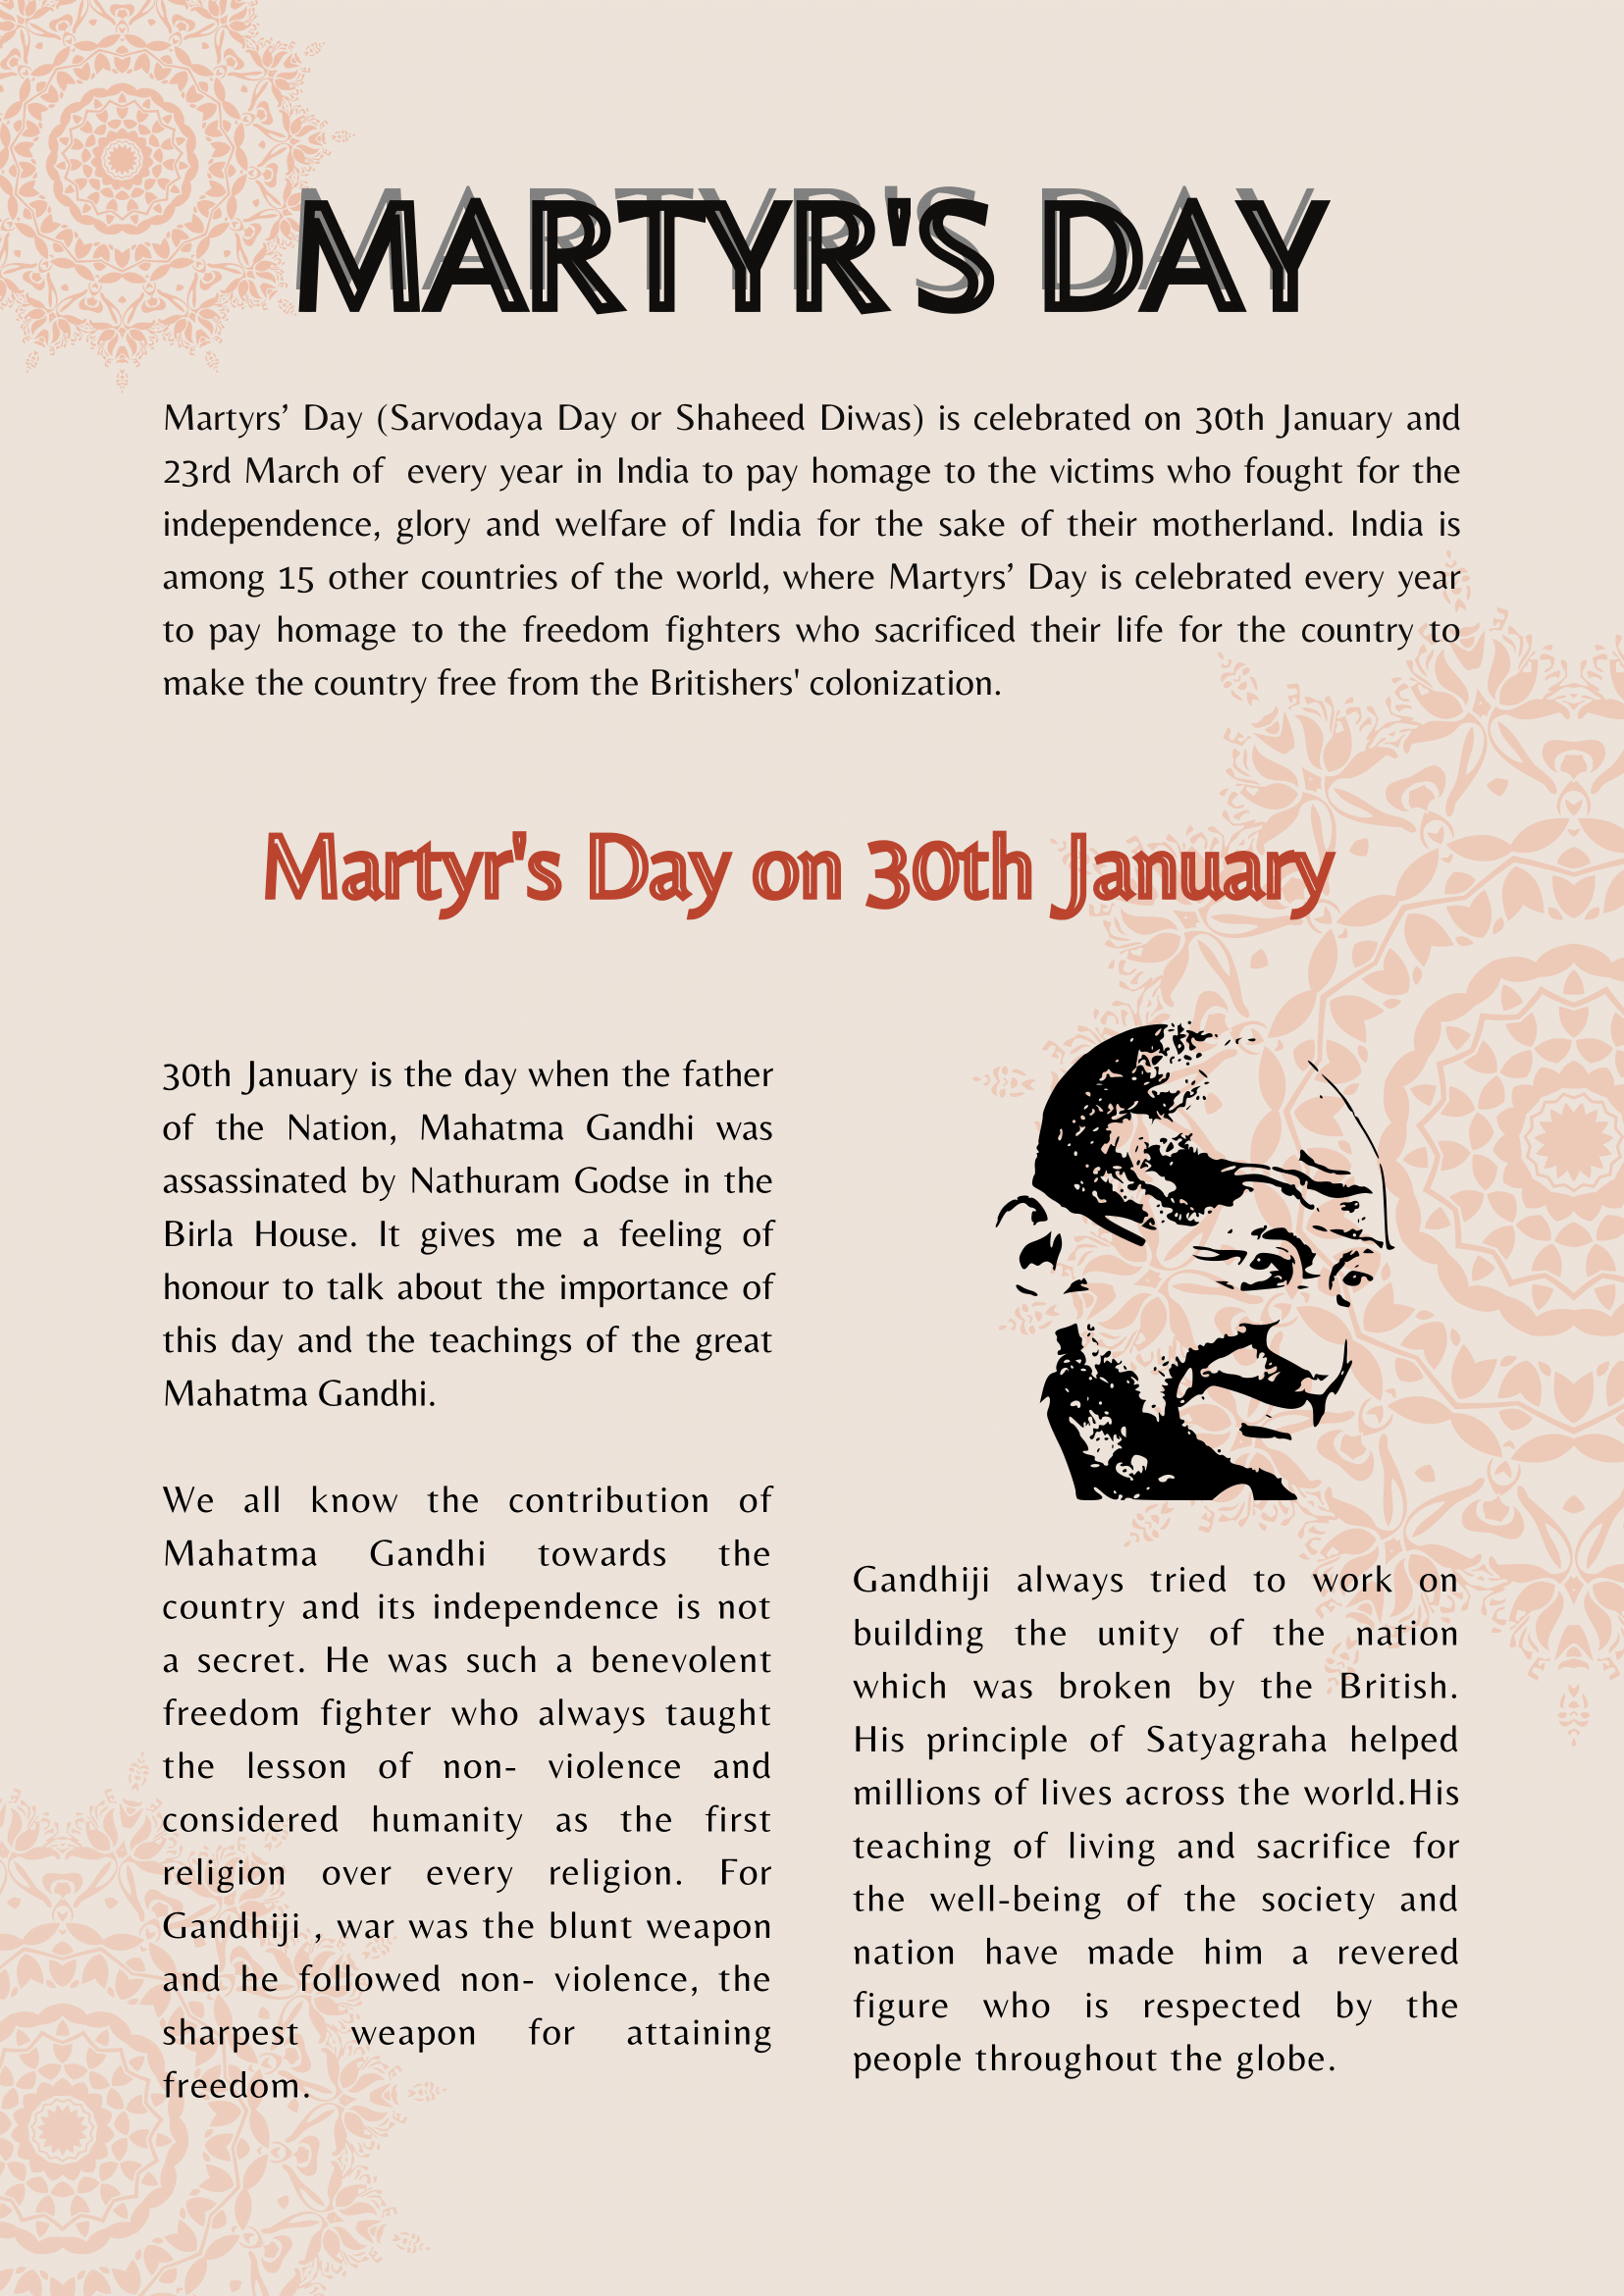 MARTYR'S DAY
Martyrs’ Day (Sarvodaya Day or Shaheed Diwas) is celebrated on 30th January and
23rd March of  every year in India to pay homage to the victims who fought for the
independence, glory and welfare of India for the sake of their motherland. India is
among 15 other countries of the world, where Martyrs’ Day is celebrated every year
to pay homage to the freedom fighters who sacrificed their life for the country to
make the country free from the Britishers' colonization.
Martyr's Day on 30th January
30th January is the day when the father
of the Nation, Mahatma Gandhi was
assassinated by Nathuram Godse in the
Birla House. It gives me a feeling of
honour to talk about the importance of
this day and the teachings of the great
Mahatma Gandhi.
We all know the contribution of
Mahatma Gandhi towards the
country and its independence is not
a secret. He was such a benevolent
freedom fighter who always taught
the lesson of non- violence and
considered humanity as the first
religion over every religion. For
Gandhiji , war was the blunt weapon
and he followed non- violence, the
sharpest weapon for attaining
freedom.
Gandhiji always tried to work on
building the unity of the nation
which was broken by the British.
His principle of Satyagraha helped
millions of lives across the world.His
teaching of living and sacrifice for
the well-being of the society and
nation have made him a revered
figure who is respected by the
people throughout the globe.